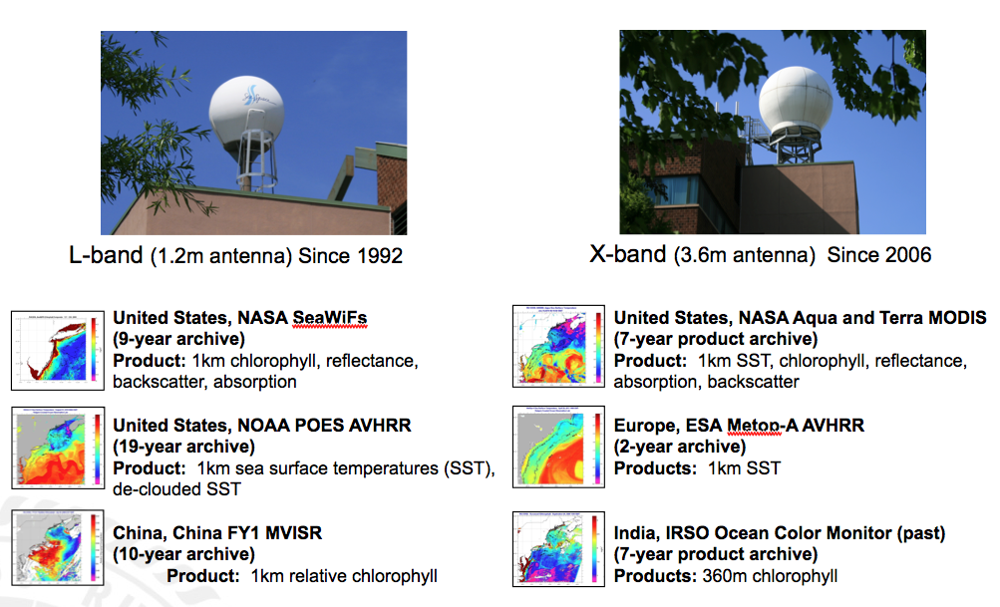 L-band (1.2m antenna) Since 1992
United States, NASA SeaWiFs
(9-year archive)
Product: 1km chlorophyll, reflectance,
backscatter, absorption
United States, NOAA POES AVHRR
(19-year archive)
Product: 1km sea surface temperatures (SST),
de-clouded SST
China, China FY1 MVISR
(10-year archive)
Product: 1km relative chlorophyll
X-band (3.6m antenna) Since 2006
United States, NASA Aqua and Terra MODIS
(7-year product archive)
Product: 1km SST, chlorophyll, reflectance,
absorption, backscatter
Europe, ESA Metop-A AVHRR
(2-year archive)
Products: 1km SST
India, IRSO Ocean Color Monitor (past)
(7-year product archive)
Products: 360m chlorophyll